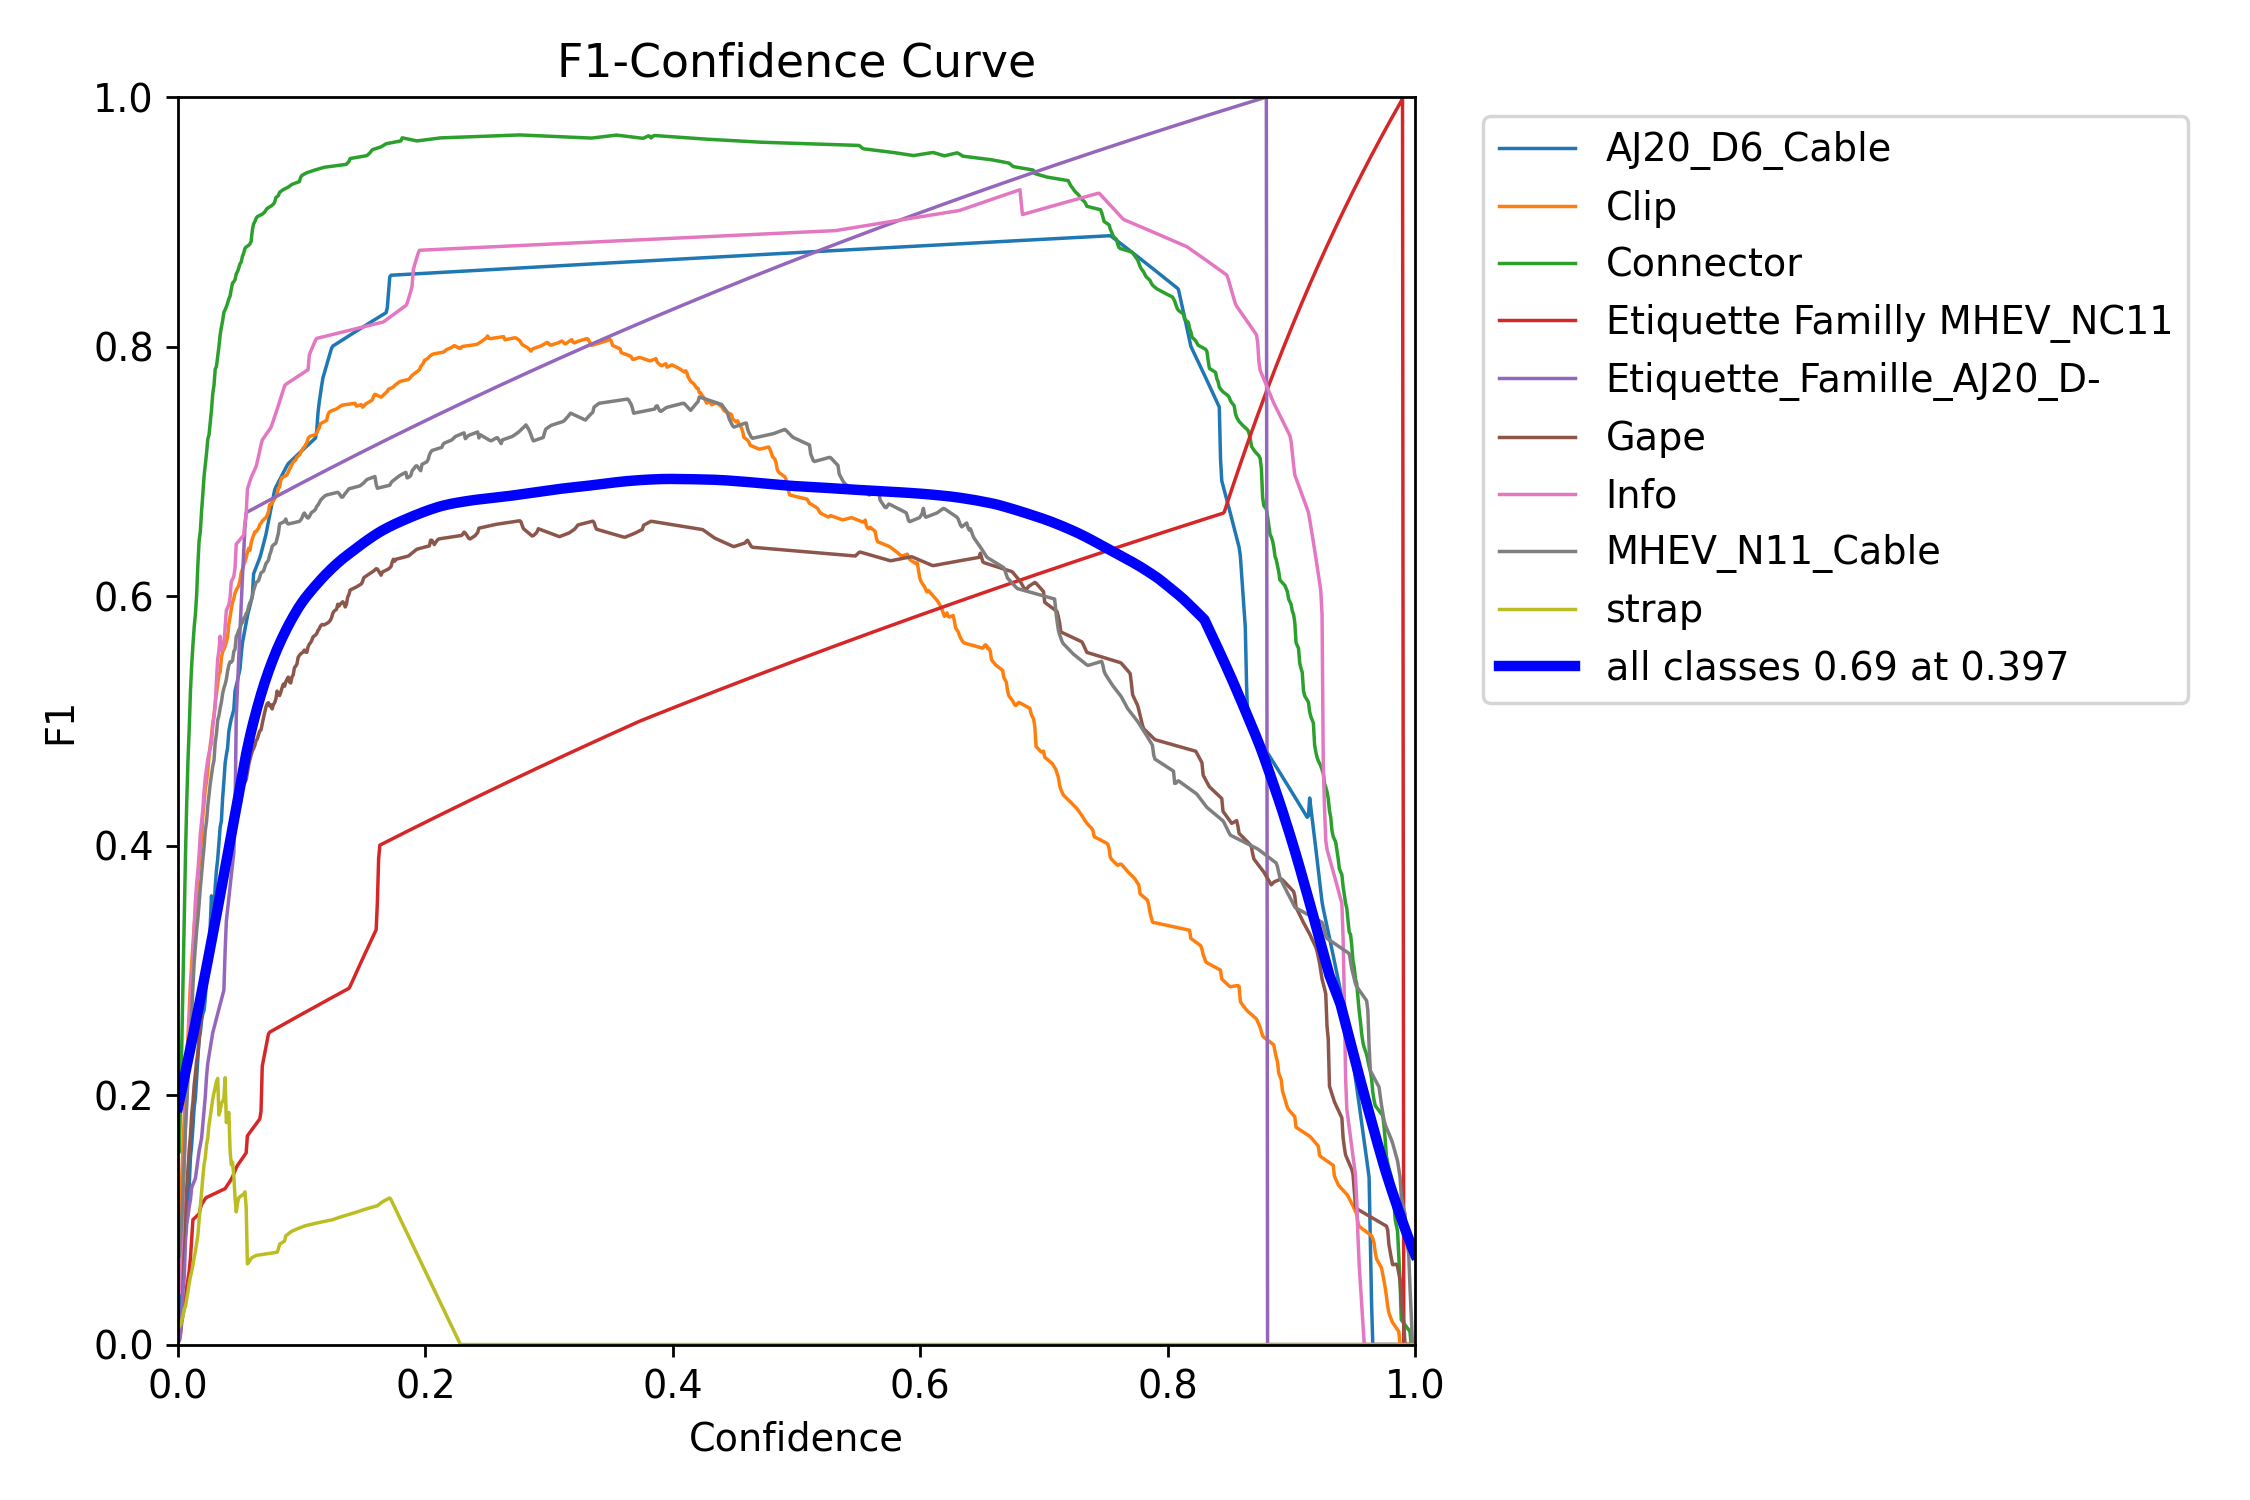 F1-Confidence Curve
1.0
0.8
0.6
0.4
0.2
0.0
F1
0.0 0.2 0.4 0.6 0.8 1.0
Confidence
AJ20_D6_Cable
Clip
Connector
Etiquette Familly MHEV_NC11
Etiquette_Famille_AJ20_D-
Gape
Info
MHEV_N11_Cable
strap
all classes 0.69 at 0.397